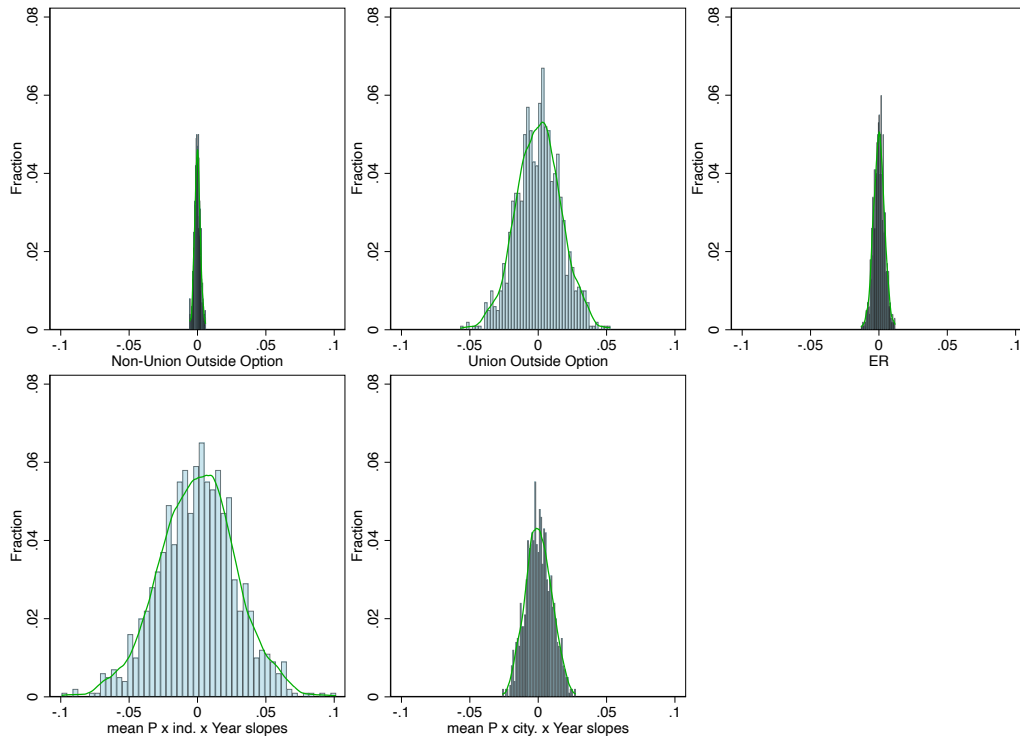 .08
.06
.04
.02
0
Fraction
-.1 -.05 0 .05 .1
Non-Union Outside Option
.08
.06
.04
.02
0
Fraction
-.1 -.05 0 .05 .1
Union Outside Option
.08
.06
.04
.02
0
Fraction
-.1 -.05 0 .05 .1
ER
.08
.06
.04
.02
0
Fraction
-.1 -.05 0 .05 .1
mean P x ind. x Year slopes
.08
.06
.04
.02
0
Fraction
-.1 -.05 0 .05 .1
mean P x city. x Year slopes